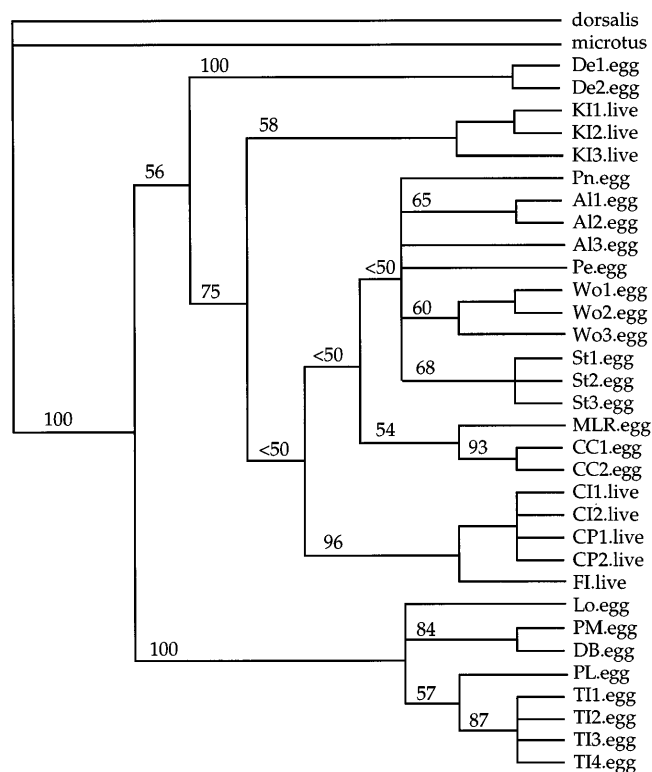 dorsalis
microtus
100
De1.egg
De2.egg
58
KI1.live
KI2.live
KI3.live
56
Pn.egg
65
Al1.egg
Al2.egg
Al3.egg
<50
Pe.egg
75
Wo1.egg
60
Wo2.egg
Wo3.egg
<50
St1.egg
68
St2.egg
St3.egg
100
54
MLR.egg
<50
93
CC1.egg
CC2.egg
CI1.live
CI2.live
96
CP1.live
CP2.live
FI.live
Lo.egg
84
PM.egg
100
DB.egg
PL.egg
57
TI1.egg
87
TI2.egg
TI3.egg
TI4.egg